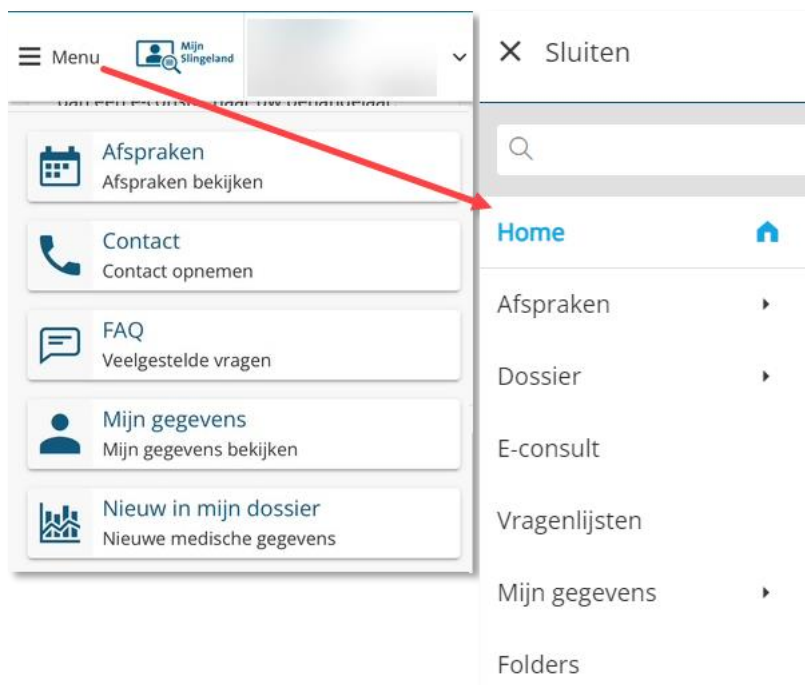 Menu
Mijn
Slingeland
Afspraken
Afspraken bekijken
Contact
Contact opnemen
FAQ
Veelgestelde vragen
Mijn gegevens
Mijn gegevens bekijken
Nieuw in mijn dossier
Nieuwe medische gegevens
Sluiten
Home
Afspraken
Dossier
E-consult
Vragenlijsten
Mijn gegevens
Folders